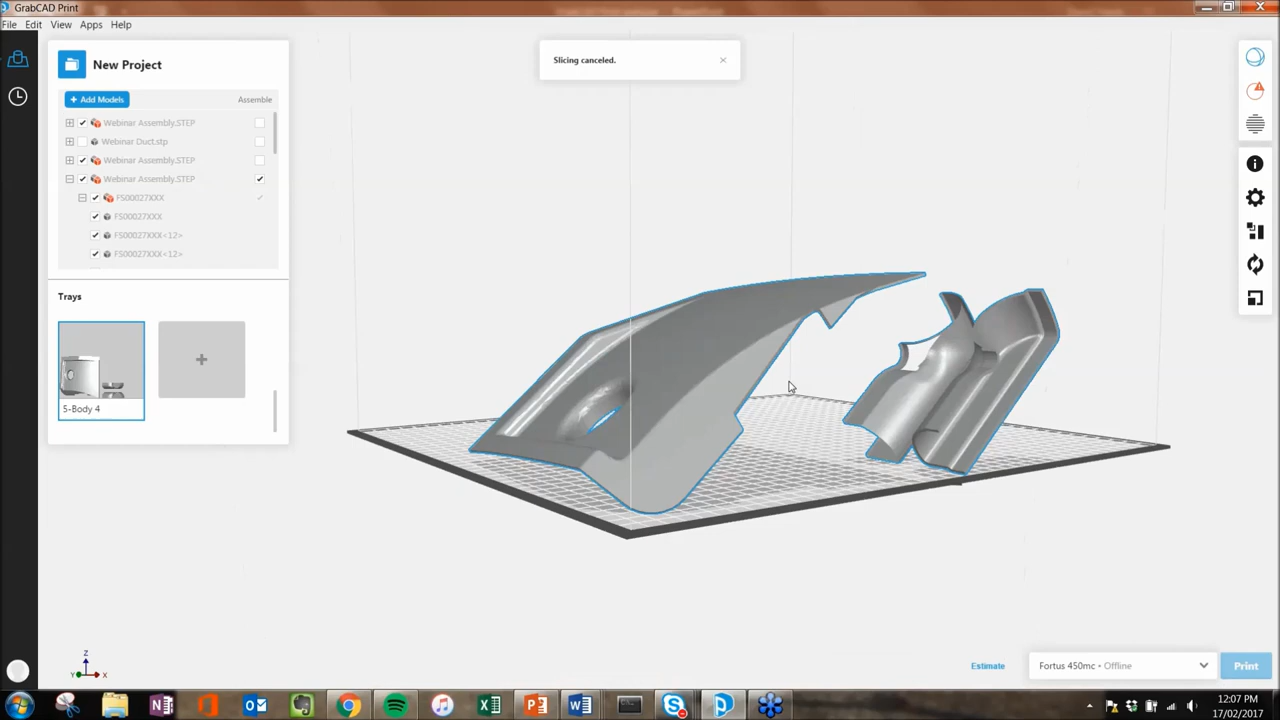 GrabCAD Print
File Edit View Apps Help
New Project
+ Add Models
Assemble
Webinar Assembly.STEP
Webinar Duct.stp
Webinar Assembly.STEP
Webinar Assembly.STEP
FS00027XXX
FS00027XXX
FS00027XXX<12>
FS00027XXX<12>
Trays
5-Body 4
Slicing canceled.
Z
Y
X
Estimate
Fortus 450mc • Offline
Print
12:07 PM
17/02/2017